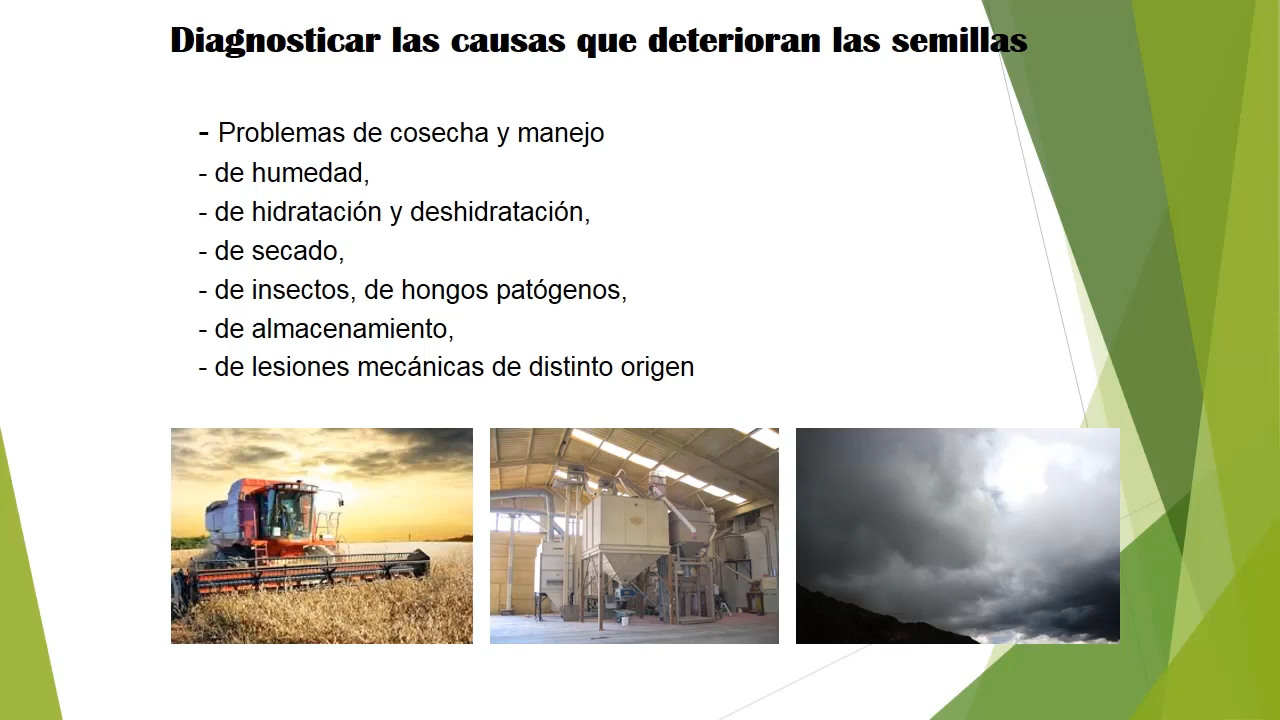 Diagnosticar las causas que deterioran las semillas
- Problemas de cosecha y manejo
- de humedad,
- de hidratación y deshidratación,
- de secado,
- de insectos, de hongos patógenos,
- de almacenamiento,
- de lesiones mecánicas de distinto origen